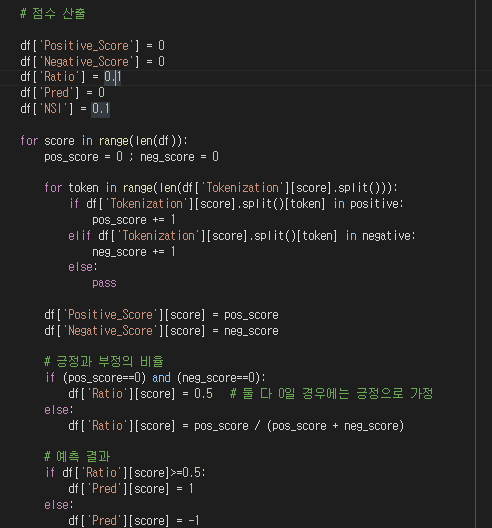 # 점수 산출
df['Positive_Score'] = 0
df['Negative_Score'] = 0
df['Ratio'] = 0.1
df['Pred'] = 0
df['NSI'] = 0.1
for score in range(len(df)):
pos_score = 0 ; neg_score = 0
for token in range(len(df['Tokenization'][score].split())):
if df['Tokenization'][score].split()[token] in positive:
pos_score += 1
elif df['Tokenization'][score].split()[token] in negative:
neg_score += 1
else:
pass
df['Positive_Score'][score] = pos_score
df['Negative_Score'][score] = neg_score
# 긍정과 부정의 비율
if (pos_score==0) and (neg_score==0):
df['Ratio'][score] = 0.5 # 둘 다 0일 경우에는 긍정으로 가정
else:
df['Ratio'][score] = pos_score / (pos_score + neg_score)
# 예측 결과
if df['Ratio'][score]>=0.5:
df['Pred'][score] = 1
else:
df['Pred'][score] = -1